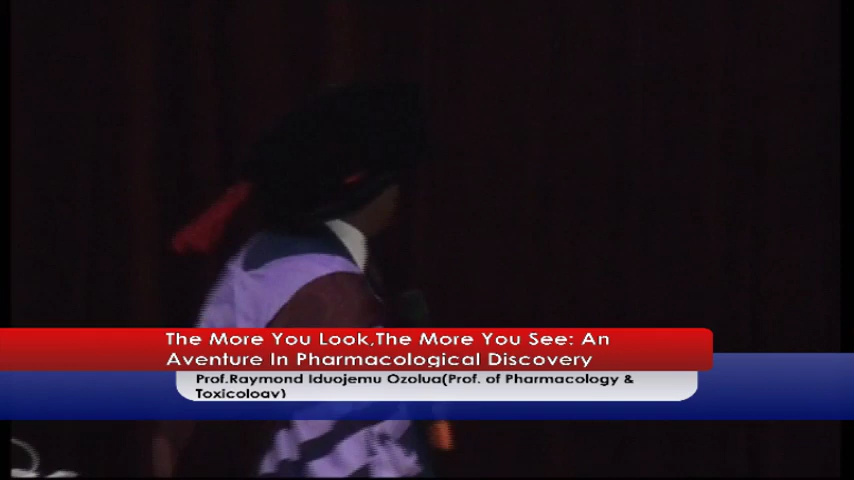 The More You Look,The More You See: An
Aventure In Pharmacological Discovery
Prof.Raymond Iduojemu Ozolua(Prof. of Pharmacology &
Toxicology)